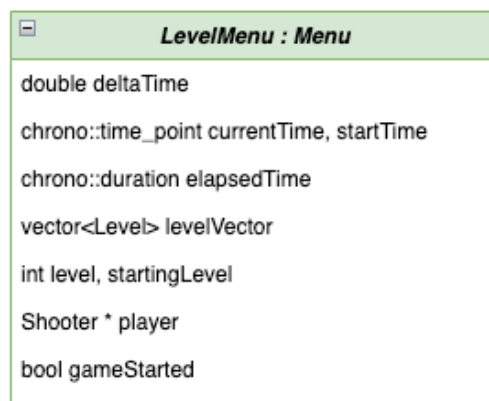 LevelMenu : Menu
double deltaTime
chrono::time_point currentTime, startTime
chrono::duration elapsedTime
vector<Level> levelVector
int level, startingLevel
Shooter * player
bool gameStarted